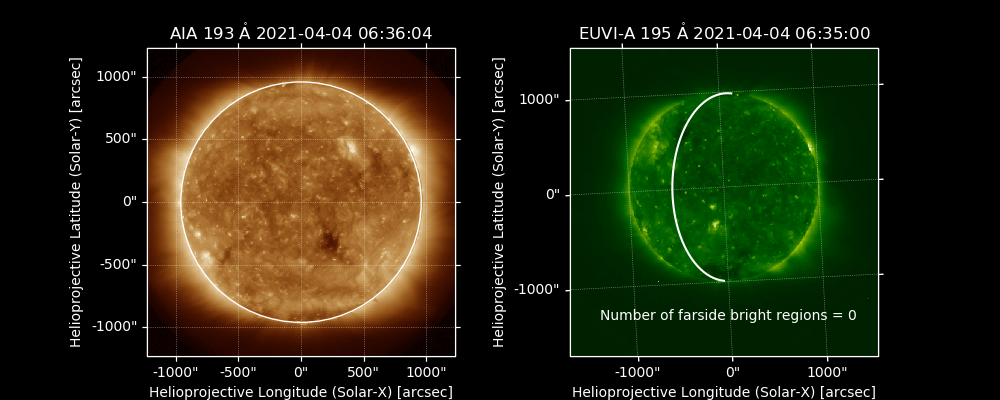 AIA 193 Å 2021-04-04 06:36:04
EUVI-A 195 Å 2021-04-04 06:35:00
Helioprojective Latitude (Solar-Y) [arcsec]
1000"
500"
0"
-500"
-1000"
-1000"
-500"
0"
500"
1000"
Helioprojective Longitude (Solar-X) [arcsec]
Helioprojective Latitude (Solar-Y) [arcsec]
1000"
0"
-1000"
Number of farside bright regions = 0
-1000"
0"
1000"
Helioprojective Longitude (Solar-X) [arcsec]